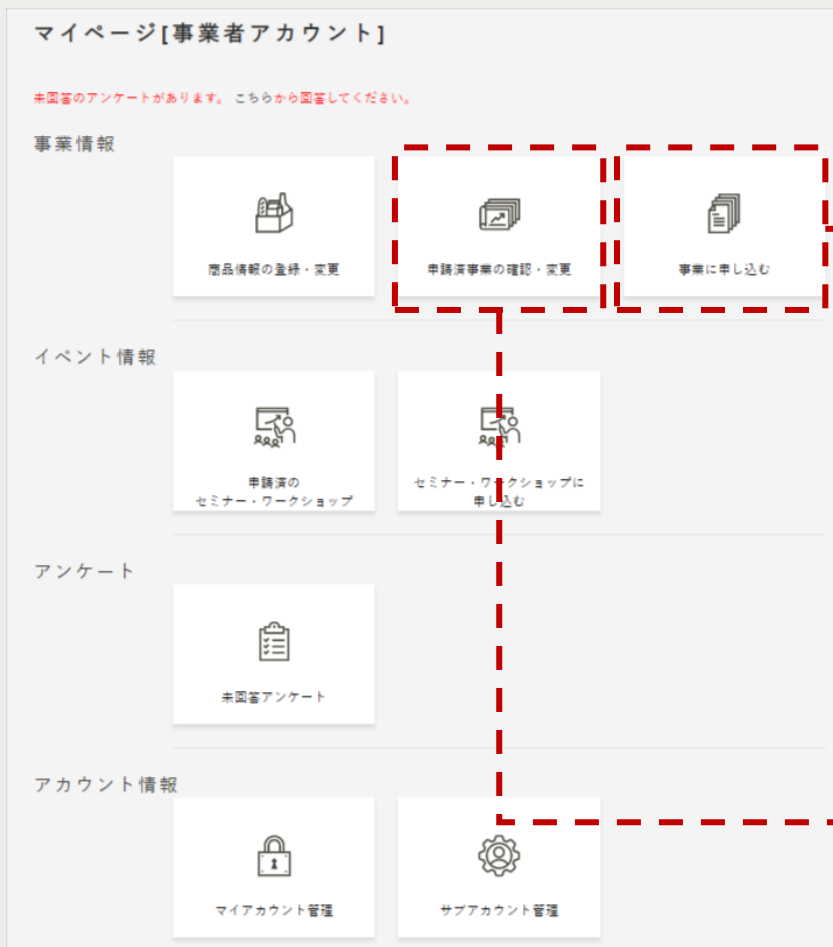 マイページ[事業者アカウント]
未回答のアンケートがあります。 こちらから回答してください。
事業情報
商品情報の登録・変更
申請済事業の確認・変更
事業に申し込む
イベント情報
申請済の
セミナー・ワークショップ
セミナー・ワークショップに
申し込む
アンケート
未回答アンケート
アカウント情報
マイアカウント管理
サブアカウント管理